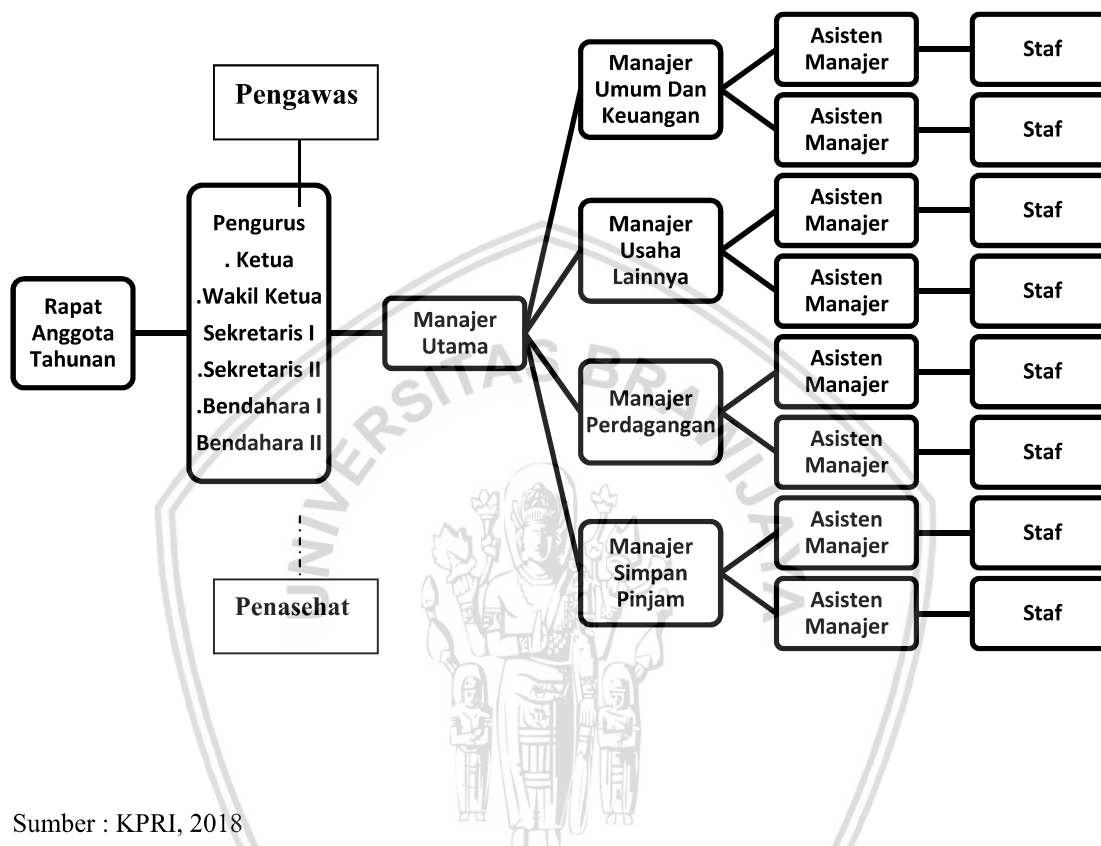 Pengawas
Rapat
Anggota
Tahunan
Pengurus
. Ketua
.Wakil Ketua
Sekretaris I
.Sekretaris II
.Bendahara I
Bendahara II
Penasehat
Manajer
Utama
Manajer
Umum Dan
Keuangan
Asisten
Manajer
Staf
Asisten
Manajer
Staf
Manajer
Usaha
Lainnya
Asisten
Manajer
Staf
Asisten
Manajer
Staf
Manajer
Perdagangan
Asisten
Manajer
Staf
Asisten
Manajer
Staf
Manajer
Simpan
Pinjam
Asisten
Manajer
Staf
Asisten
Manajer
Staf
UNIVERSITAS BRAWIJAYA
Sumber : KPRI, 2018